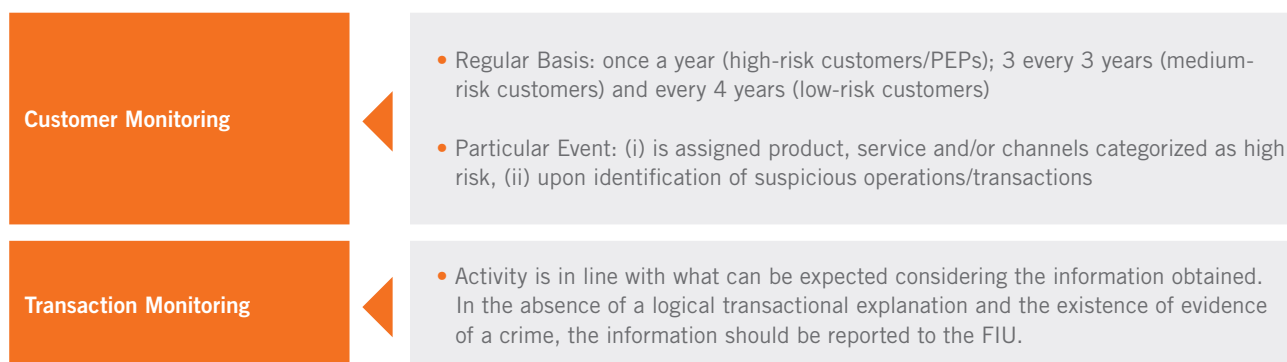 Customer Monitoring
• Regular Basis: once a year (high-risk customers/PEPs); 3 every 3 years (medium-
risk customers) and every 4 years (low-risk customers)
• Particular Event: (i) is assigned product, service and/or channels categorized as high
risk, (ii) upon identification of suspicious operations/transactions
Transaction Monitoring
• Activity is in line with what can be expected considering the information obtained.
In the absence of a logical transactional explanation and the existence of evidence
of a crime, the information should be reported to the FIU.